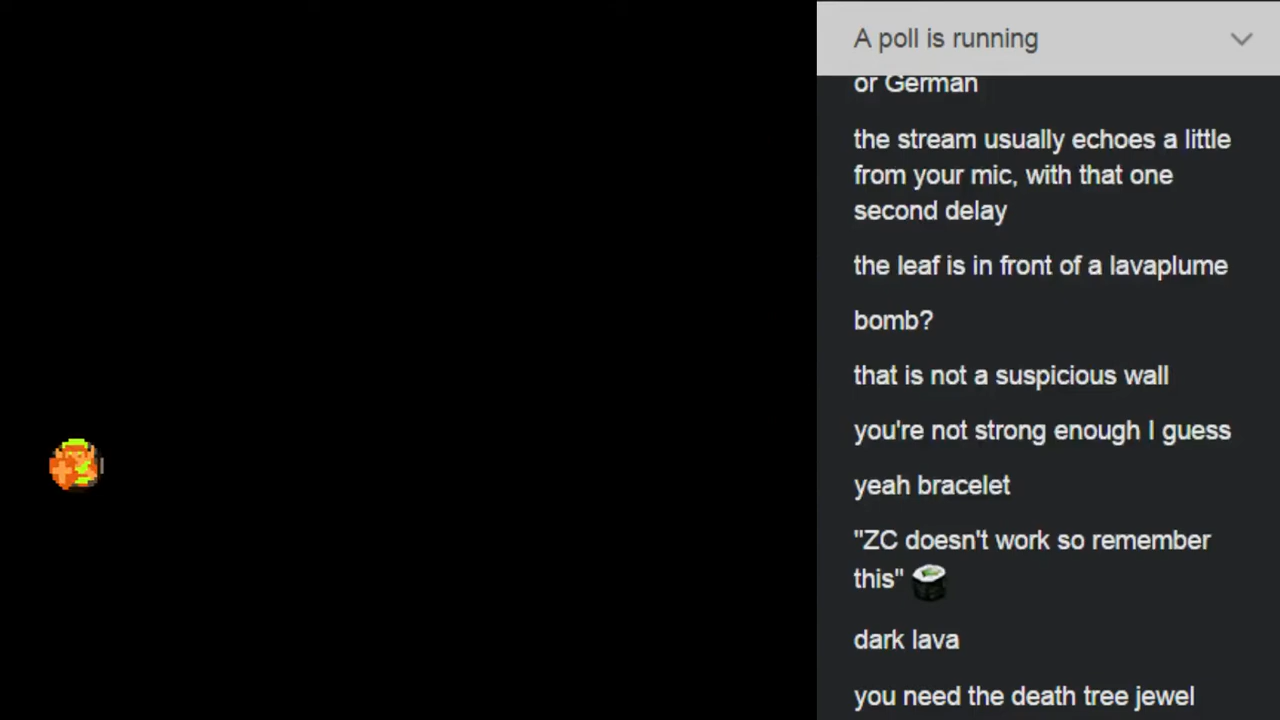 A poll is running
or German
the stream usually echoes a little
from your mic, with that one
second delay
the leaf is in front of a lavaplume
bomb?
that is not a suspicious wall
you're not strong enough I guess
yeah bracelet
"ZC doesn't work so remember
this"
dark lava
you need the death tree jewel